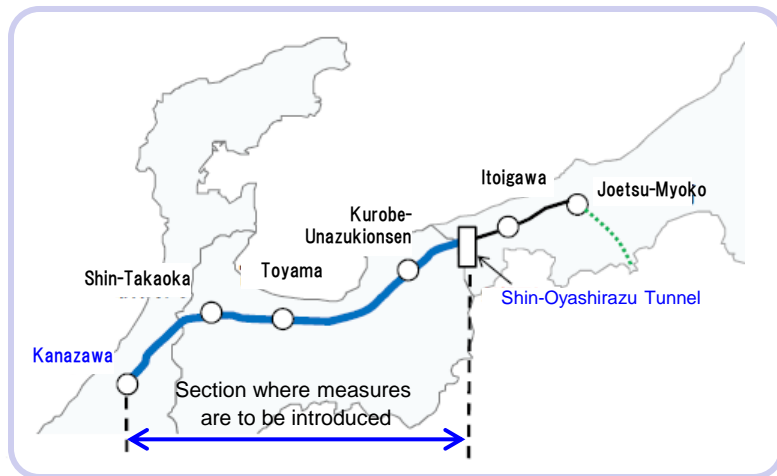 Itoigawa
Joetsu-Myoko
Kurobe-
Unazukionsen
Toyama
Shin-Takaoka
Shin-Oyashirazu Tunnel
Kanazawa
Section where measures
are to be introduced